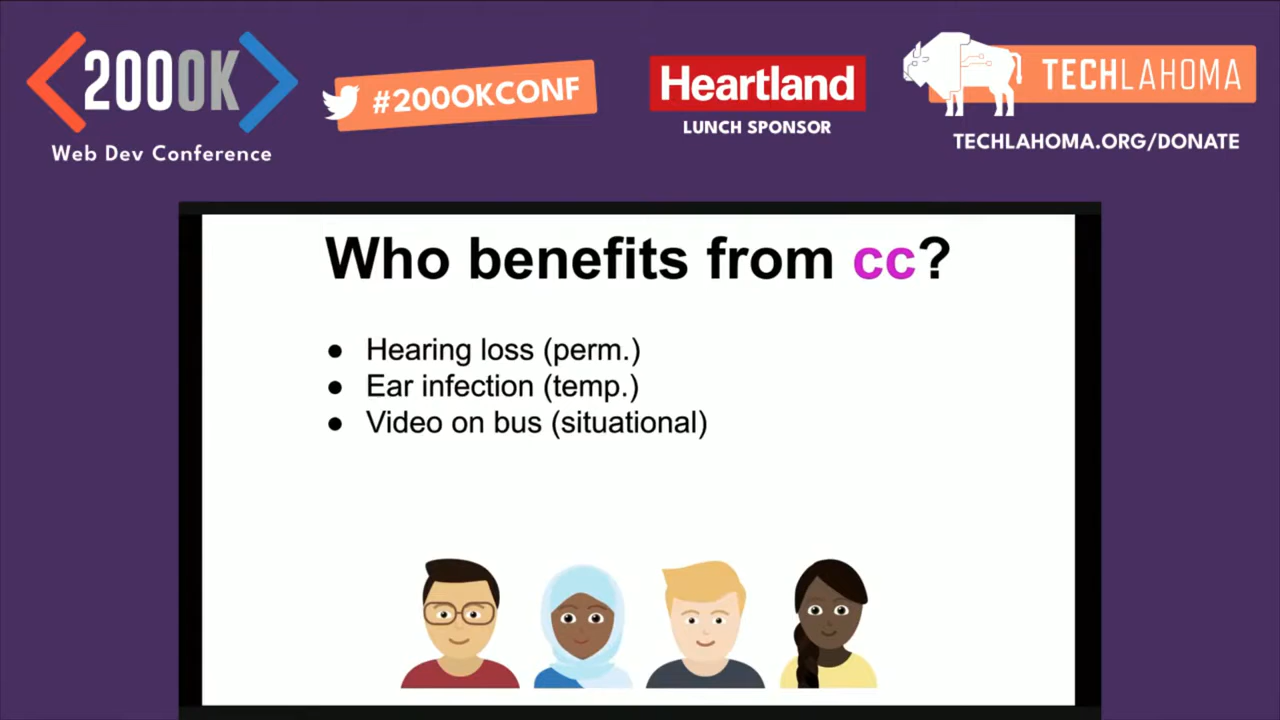 200OK
Web Dev Conference
#200OKCONF
Heartland
LUNCH SPONSOR
TECHLAHOMA
TECHLAHOMA.ORG/DONATE
Who benefits from cc?
● Hearing loss (perm.)
● Ear infection (temp.)
● Video on bus (situational)